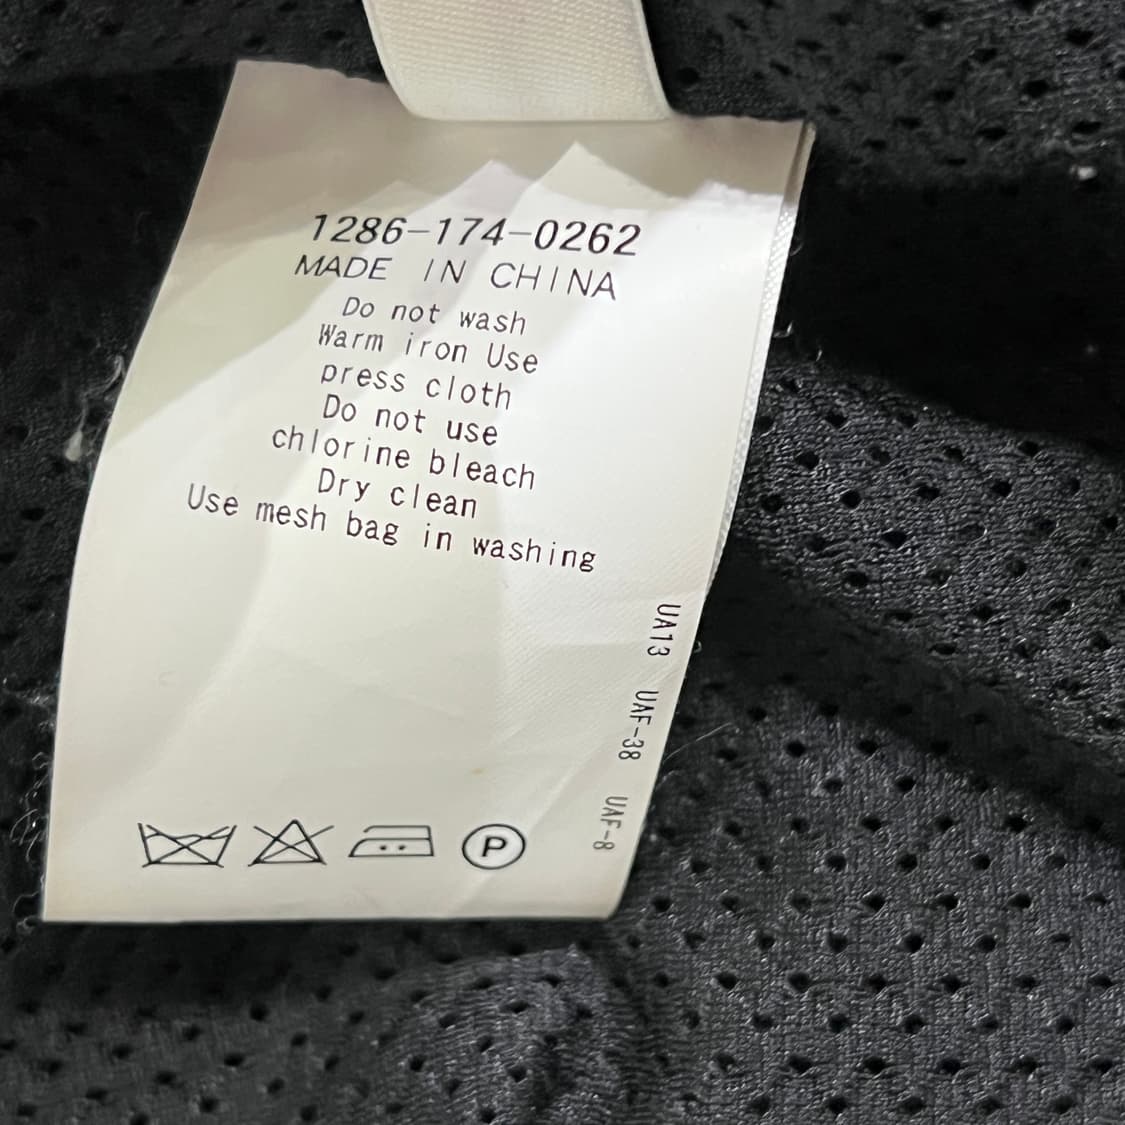 1286-174-0262
MADE IN CHINA
Do not wash
Warm iron Use
press cloth
Do not use
chlorine bleach
Dry clean
Use mesh bag in washing
UA13 UAF-38 UAF-8
P